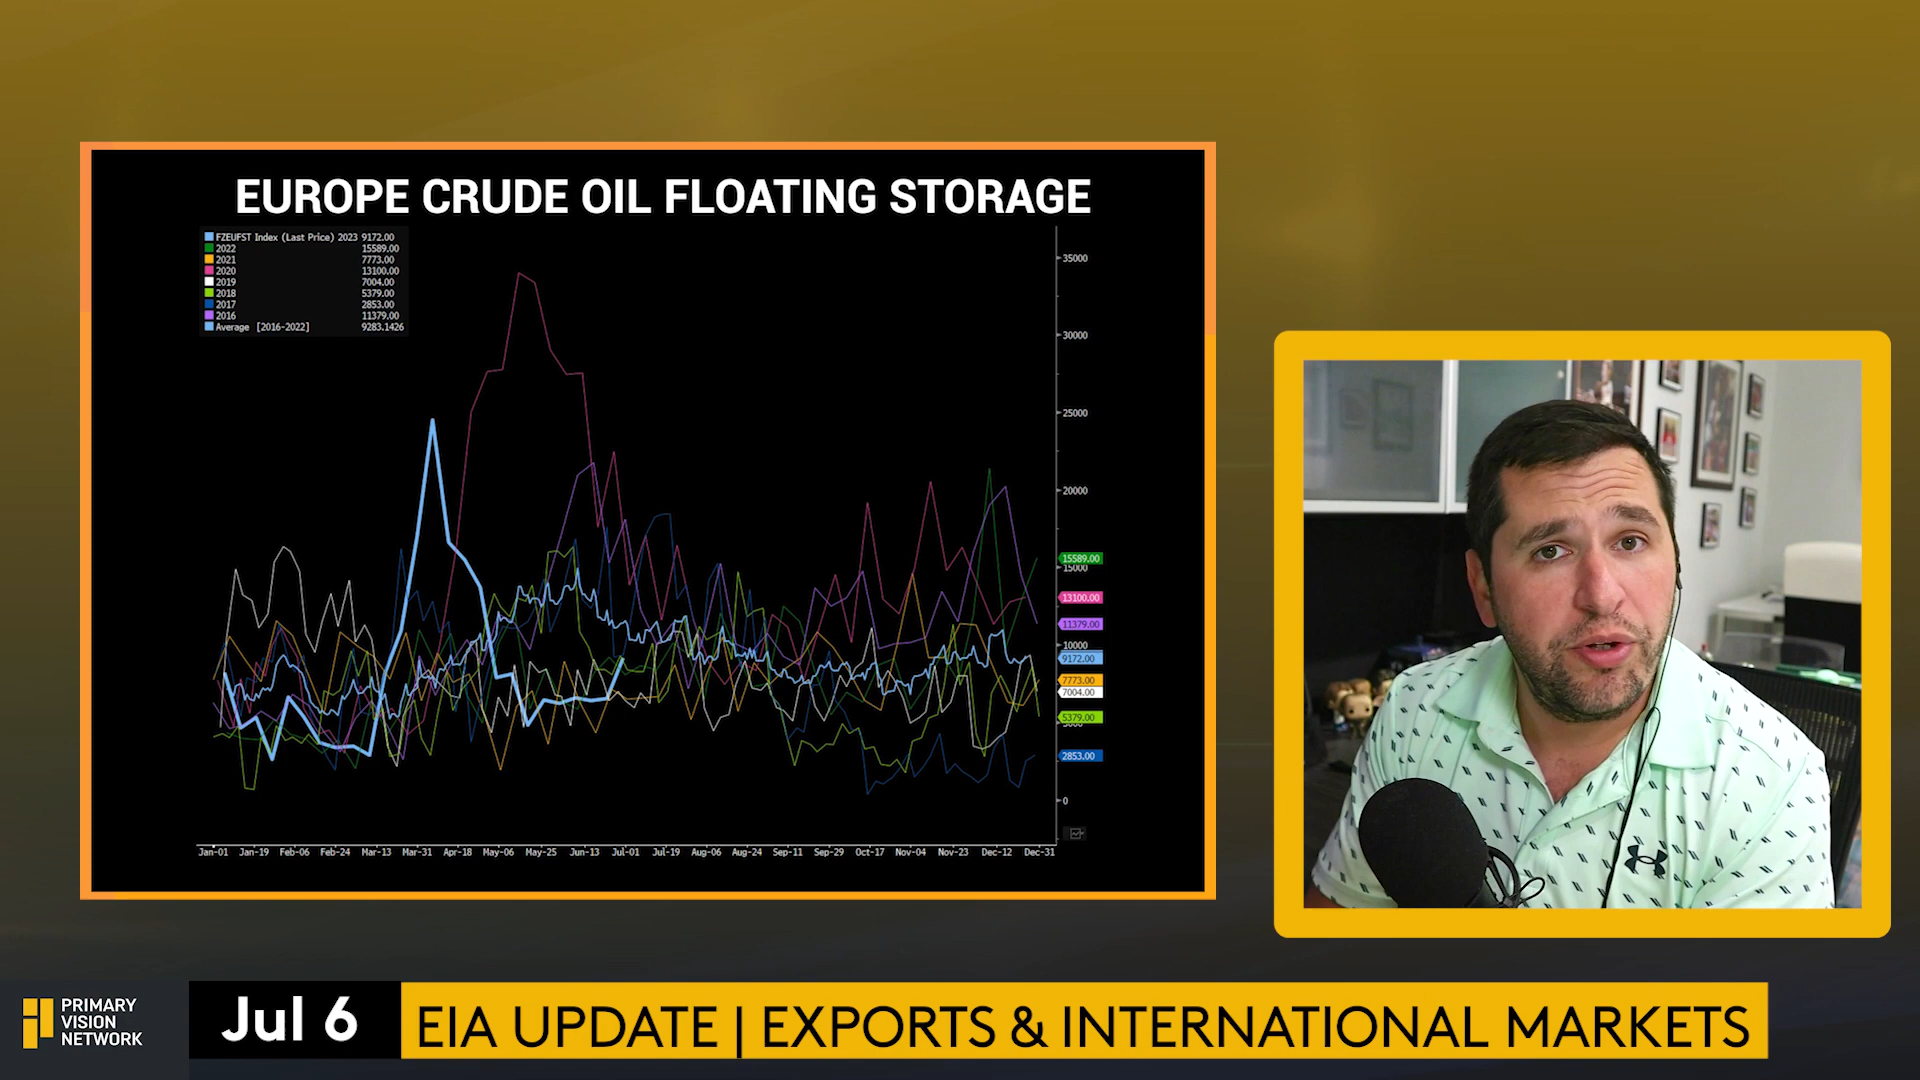 EUROPE CRUDE OIL FLOATING STORAGE
FZEUFST Index (Last Price) 2023 9172.00
2022 15589.00
2021 7773.00
2020 13100.00
2019 7004.00
2018 5379.00
2017 2853.00
2016 11379.00
Average [2016-2022] 9283.1426
35000
30000
25000
20000
15589.00
15000
13100.00
11379.00
10000
9172.00
7773.00
7004.00
5379.00
2853.00
0
Jan-01 Jan-19 Feb-06 Feb-24 Mar-13 Mar-31 Apr-18 May-06 May-25 Jun-13 Jul-01 Jul-19 Aug-06 Aug-24 Sep-11 Sep-29 Oct-17 Nov-04 Nov-23 Dec-12 Dec-31
PRIMARY
VISION
NETWORK
Jul 6
EIA UPDATE | EXPORTS & INTERNATIONAL MARKETS